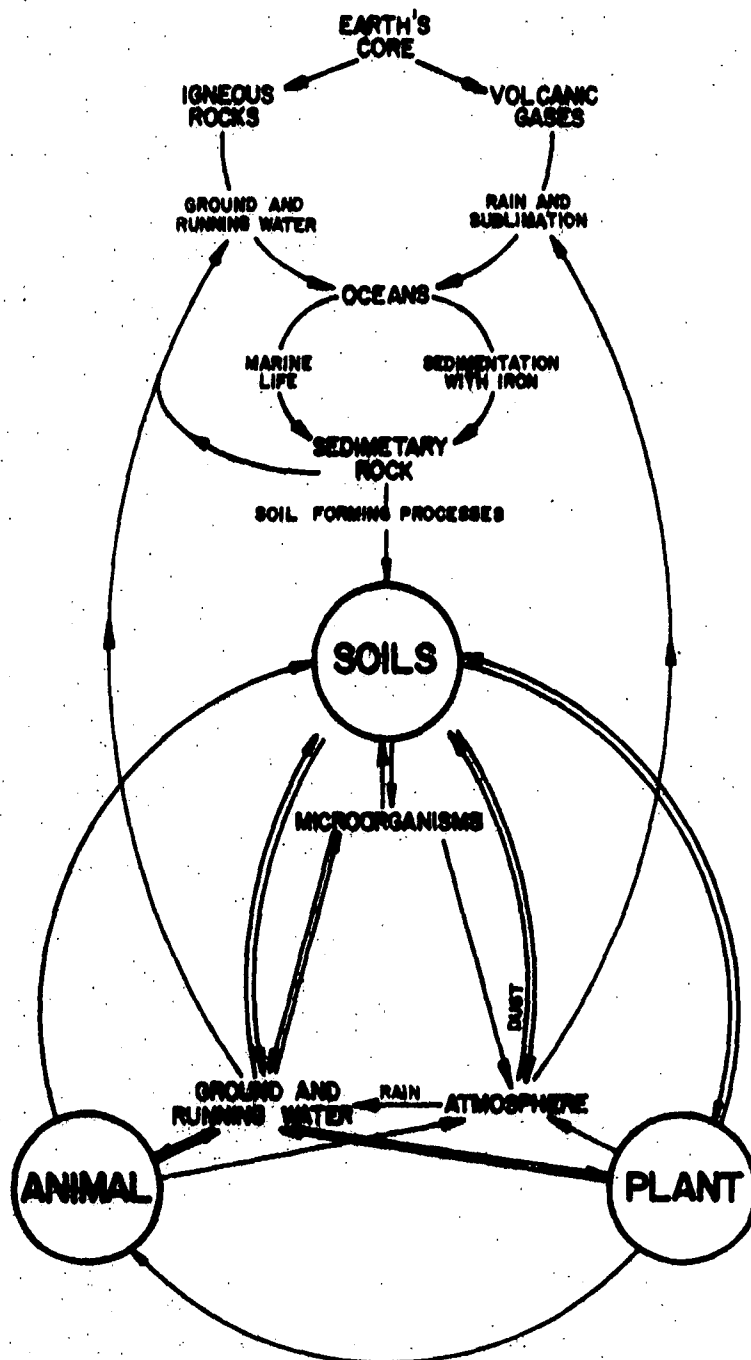 EARTH'S
CORE
IGNEOUS
ROCKS
VOLCANIC
GASES
GROUND AND
RUNNING WATER
RAIN AND
SUBLIMATION
OCEANS
MARINE
LIFE
SEDIMENTATION
WITH IRON
SEDIMETARY
ROCK
SOIL FORMING PROCESSES
SOILS
MICROORGANISMS
DUST
GROUND AND
RUNNING WATER
RAIN
ATMOSPHERE
ANIMAL
PLANT